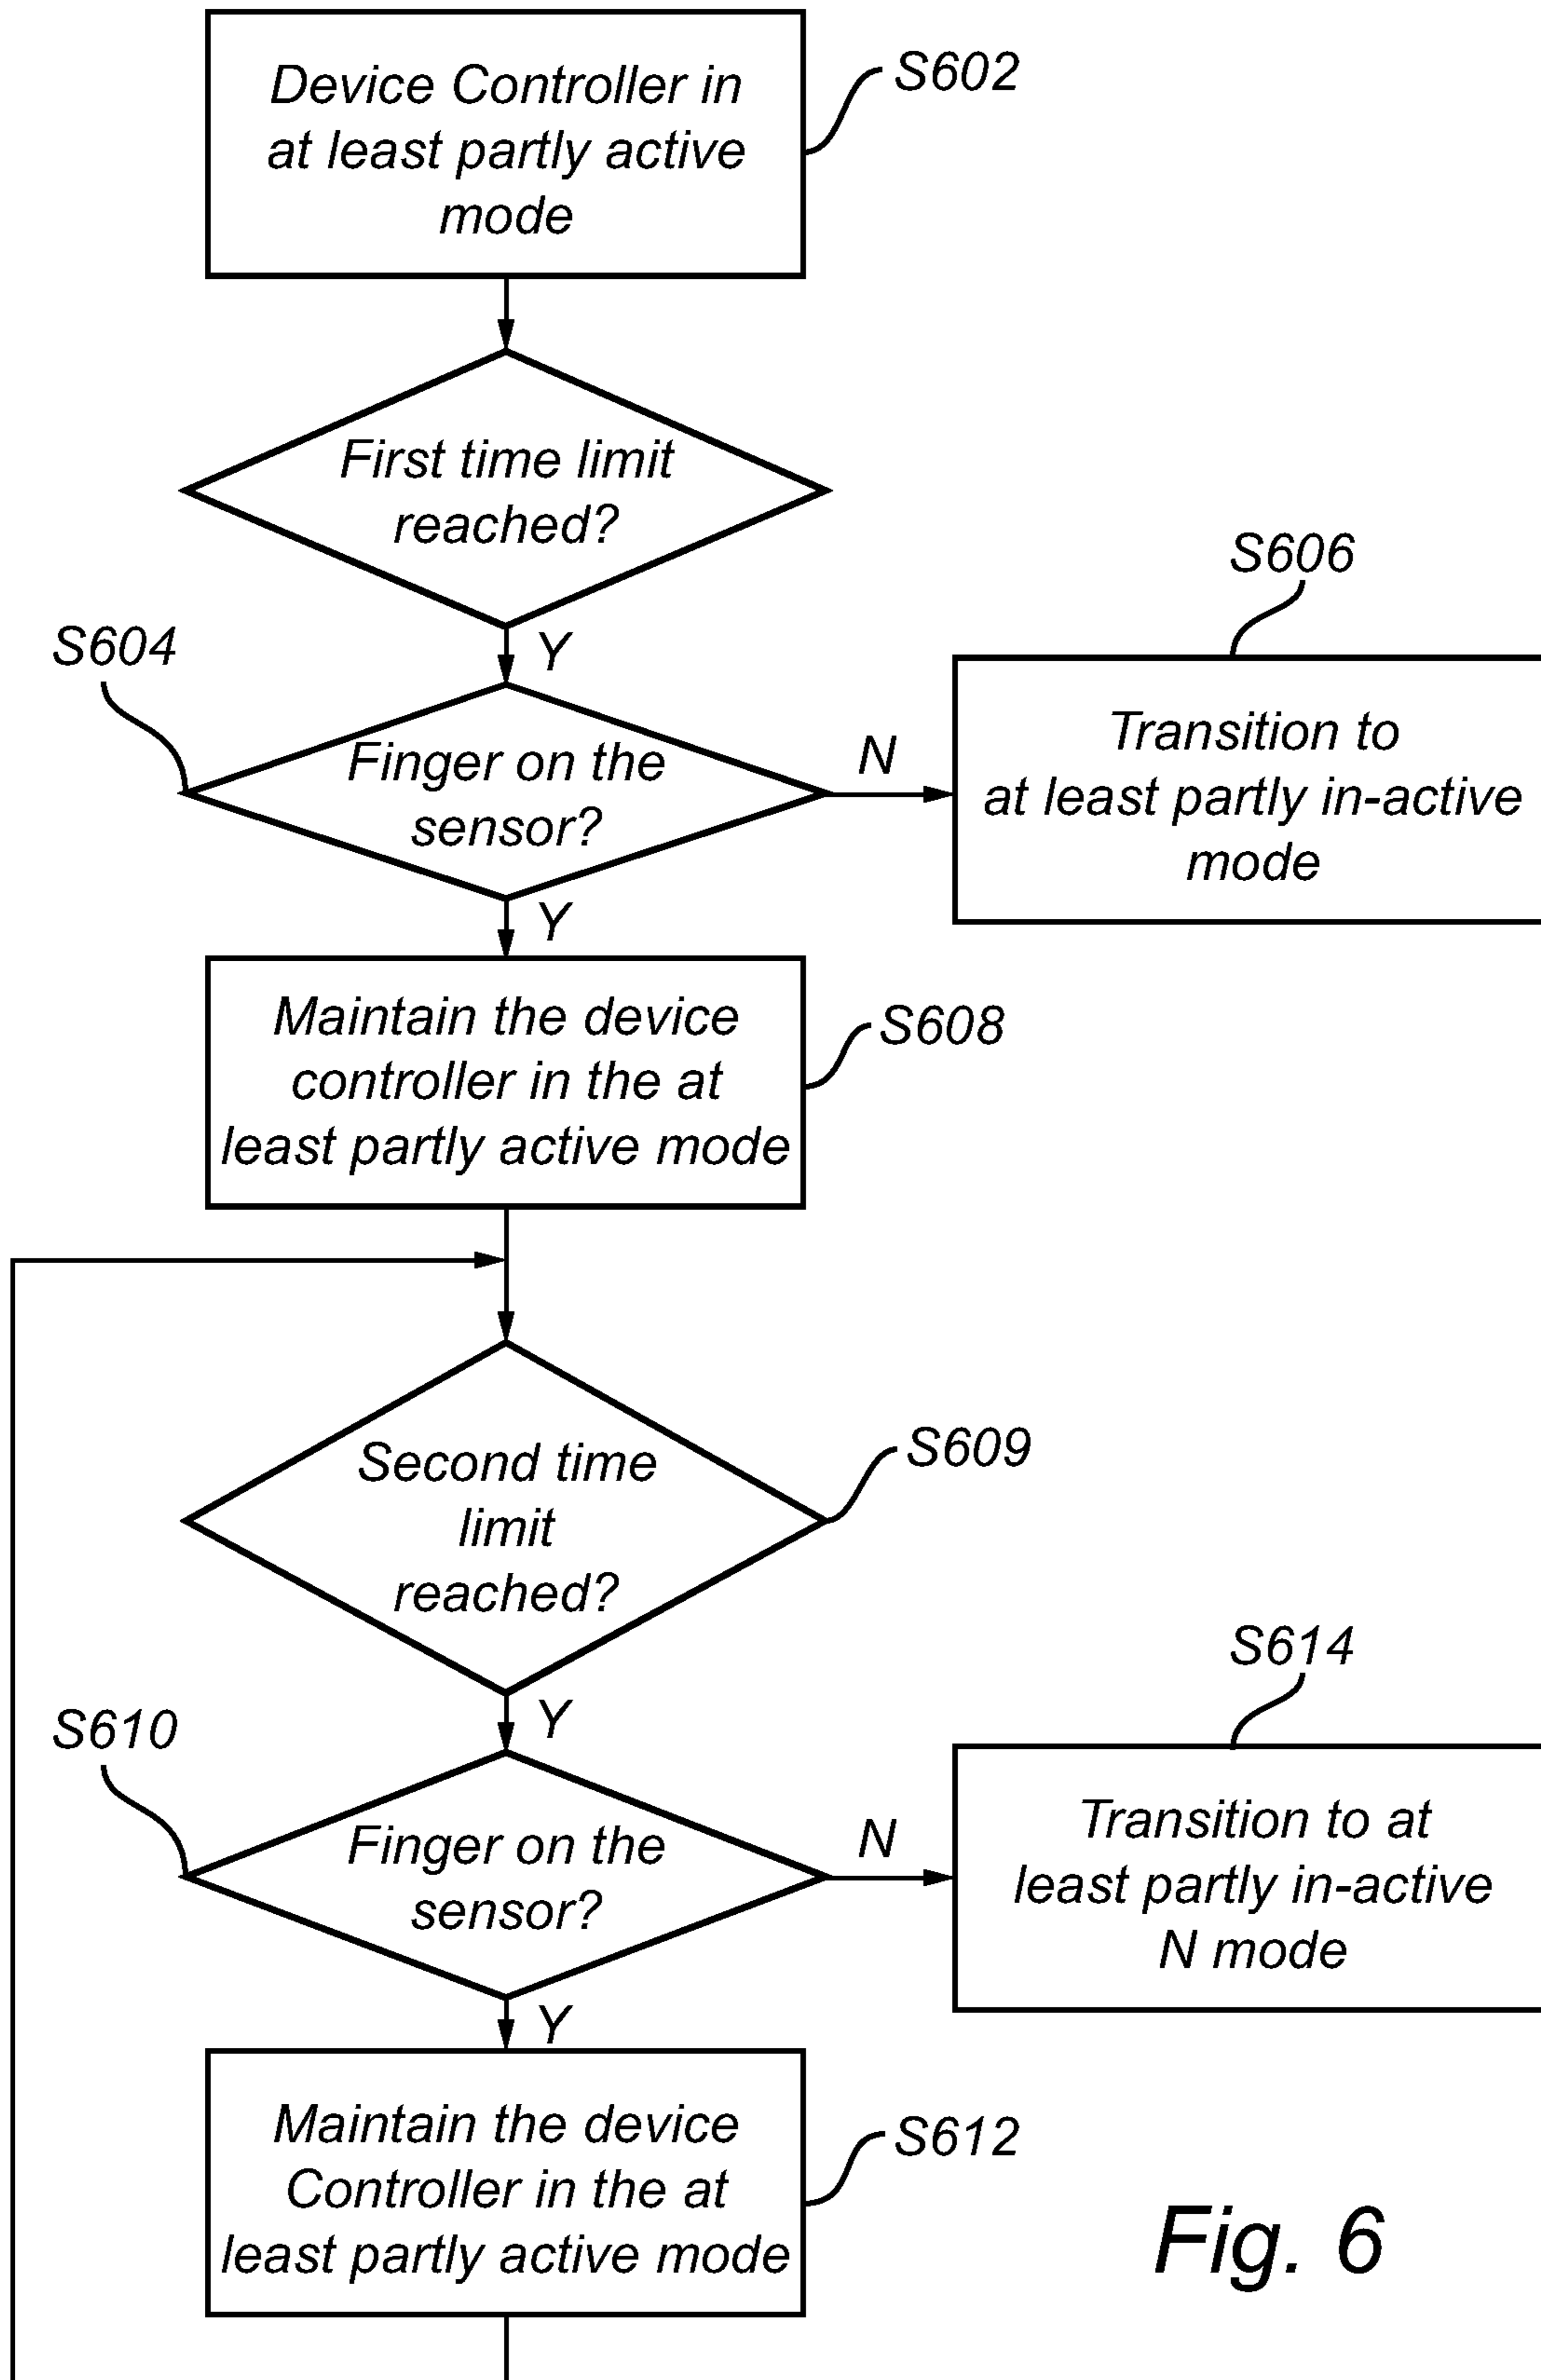 Device Controller in
at least partly active
mode
S602
First time limit
reached?
Y
S604
Finger on the
sensor?
N
S606
Transition to
at least partly in-active
mode
Y
Maintain the device
controller in the at
least partly active mode
S608
Second time
limit
reached?
S609
Y
S610
Finger on the
sensor?
N
S614
Transition to at
least partly in-active
N mode
Y
Maintain the device
Controller in the at
least partly active mode
S612
Fig. 6